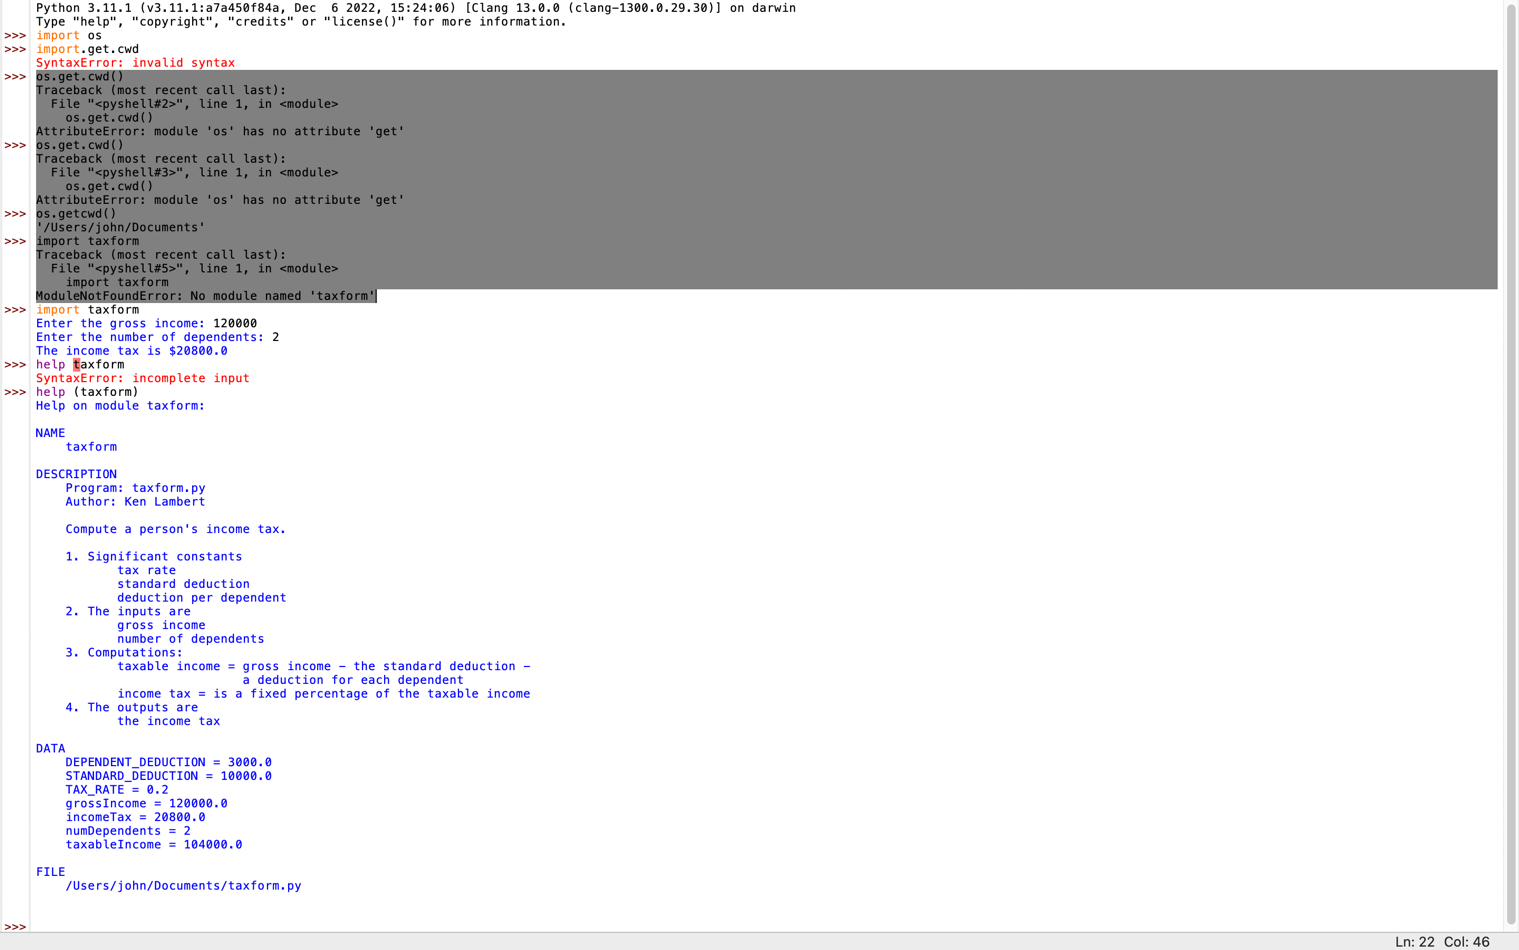 Python 3.11.1 (v3.11.1:a7a450f84a, Dec  6 2022, 15:24:06) [Clang 13.0.0 (clang-1300.0.29.30)] on darwin
Type "help", "copyright", "credits" or "license()" for more information.
>>> import os
>>> import.get.cwd
SyntaxError: invalid syntax
>>> os.get.cwd()
Traceback (most recent call last):
  File "<pyshell#2>", line 1, in <module>
    os.get.cwd()
AttributeError: module 'os' has no attribute 'get'
>>> os.get.cwd()
Traceback (most recent call last):
  File "<pyshell#3>", line 1, in <module>
    os.get.cwd()
AttributeError: module 'os' has no attribute 'get'
>>> os.getcwd()
'/Users/john/Documents'
>>> import taxform
Traceback (most recent call last):
  File "<pyshell#5>", line 1, in <module>
    import taxform
ModuleNotFoundError: No module named 'taxform'
>>> import taxform
Enter the gross income: 120000
Enter the number of dependents: 2
The income tax is $20800.0
>>> help taxform
SyntaxError: incomplete input
>>> help (taxform)
Help on module taxform:

NAME
    taxform

DESCRIPTION
    Program: taxform.py
    Author: Ken Lambert

    Compute a person's income tax.

    1. Significant constants
           tax rate
           standard deduction
           deduction per dependent
    2. The inputs are
           gross income
           number of dependents
    3. Computations:
           taxable income = gross income - the standard deduction -
                            a deduction for each dependent
           income tax = is a fixed percentage of the taxable income
    4. The outputs are
           the income tax

DATA
    DEPENDENT_DEDUCTION = 3000.0
    STANDARD_DEDUCTION = 10000.0
    TAX_RATE = 0.2
    grossIncome = 120000.0
    incomeTax = 20800.0
    numDependents = 2
    taxableIncome = 104000.0

FILE
    /Users/john/Documents/taxform.py

>>>
Ln: 22  Col: 46